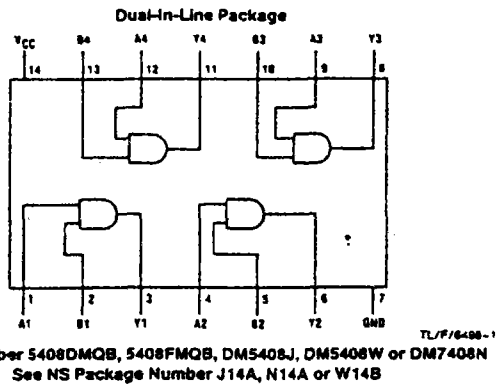 Dual-In-Line Package
VCC B4 A4 Y4 B3 A3 Y3
14 13 12 11 10 9 8
1 2 3 4 5 6 7
A1 B1 Y1 A2 B2 Y2 GND
TL/F/6498-1
ber 5408DMQB, 5408FMQB, DM5408J, DM5408W or DM7408N
See NS Package Number J14A, N14A or W14B